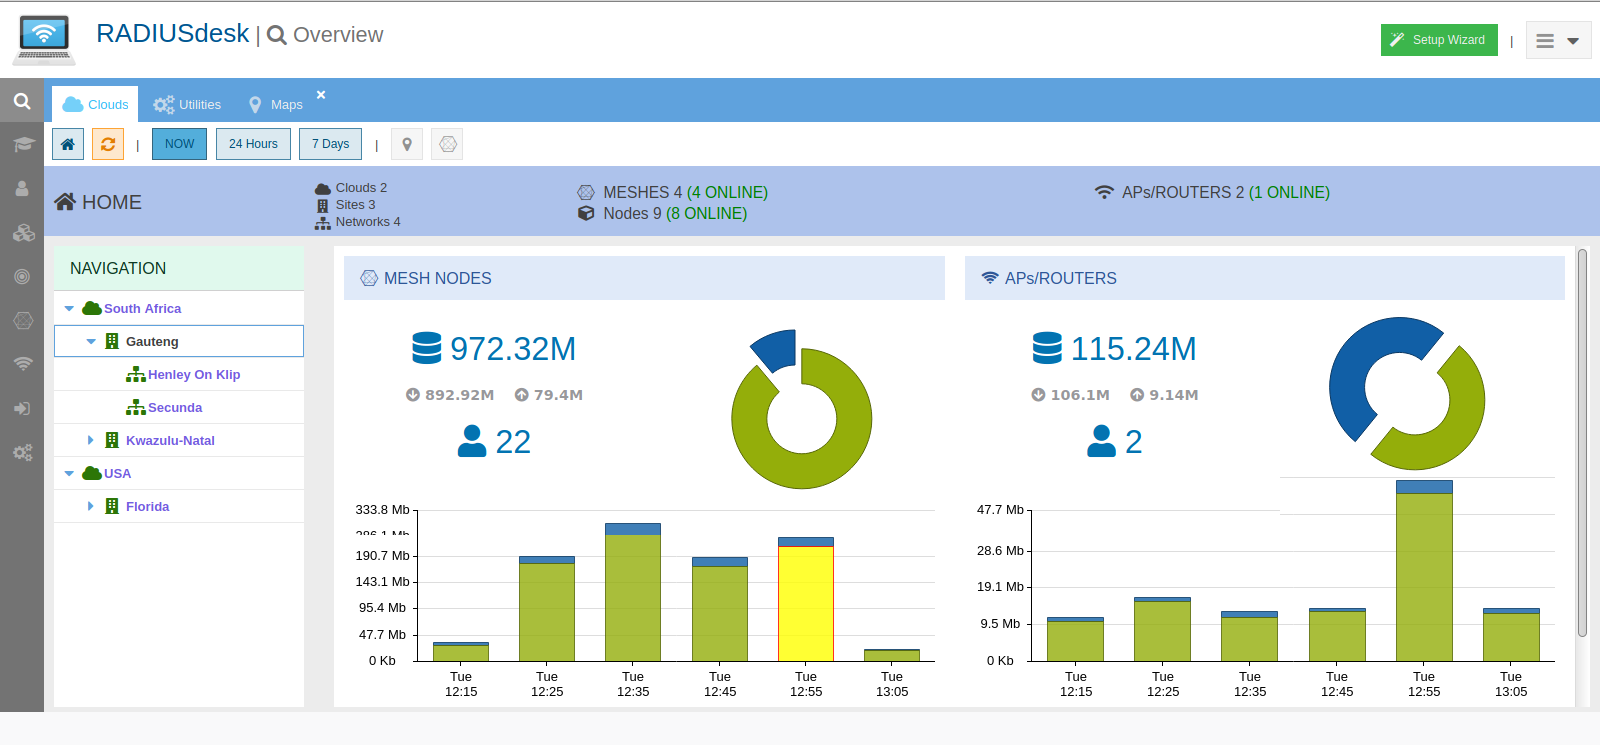 RADIUSdesk | Overview
Setup Wizard |
Clouds Utilities Maps ×
| NOW 24 Hours 7 Days |
HOME
Clouds 2
Sites 3
Networks 4
MESHES 4 (4 ONLINE)
Nodes 9 (8 ONLINE)
APs/ROUTERS 2 (1 ONLINE)
NAVIGATION
South Africa
Gauteng
Henley On Klip
Secunda
Kwazulu-Natal
USA
Florida
MESH NODES
972.32M
892.92M 79.4M
22
333.8 Mb
190.7 Mb
143.1 Mb
95.4 Mb
47.7 Mb
0 Kb
Tue Tue Tue Tue Tue Tue
12:15 12:25 12:35 12:45 12:55 13:05
APs/ROUTERS
115.24M
106.1M 9.14M
2
47.7 Mb
28.6 Mb
19.1 Mb
9.5 Mb
0 Kb
Tue Tue Tue Tue Tue Tue
12:15 12:25 12:35 12:45 12:55 13:05